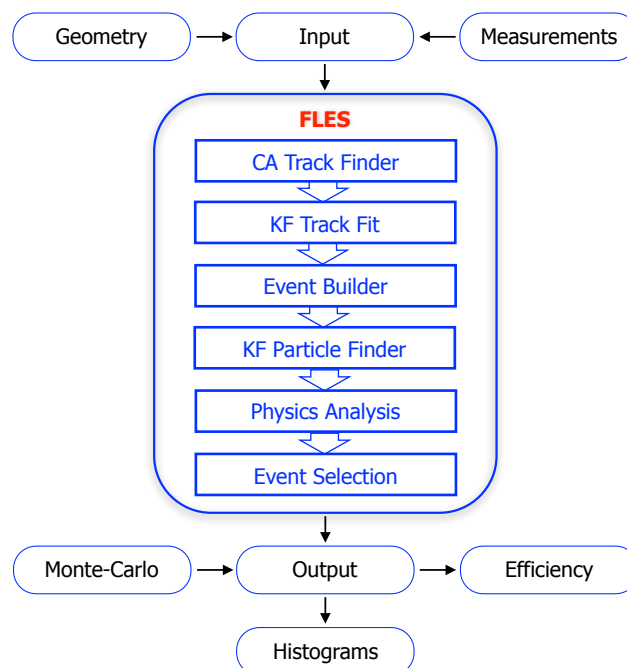 Geometry
Input
Measurements
FLES
CA Track Finder
KF Track Fit
Event Builder
KF Particle Finder
Physics Analysis
Event Selection
Monte-Carlo
Output
Efficiency
Histograms